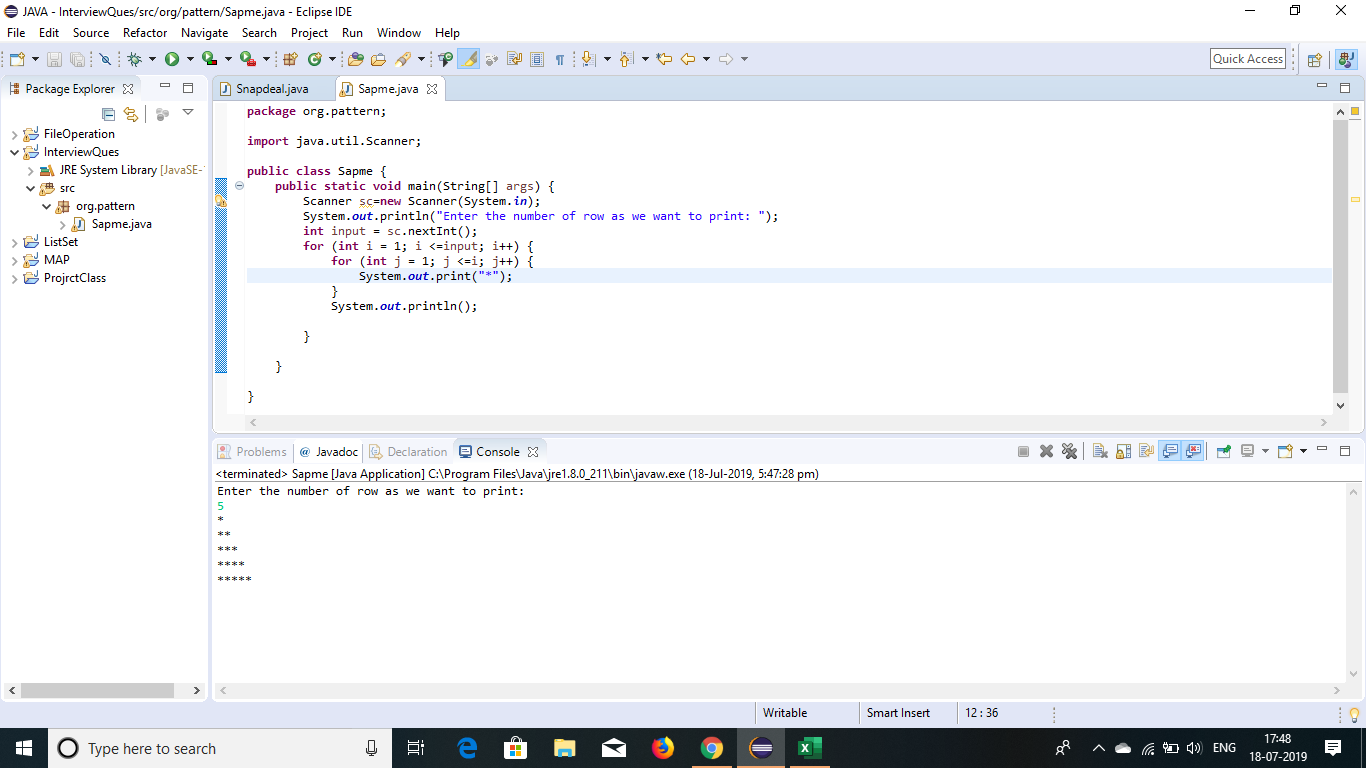 JAVA - InterviewQues/src/org/pattern/Sapme.java - Eclipse IDE
File Edit Source Refactor Navigate Search Project Run Window Help
Quick Access
Package Explorer
FileOperation
InterviewQues
JRE System Library [JavaSE-
src
org.pattern
Sapme.java
ListSet
MAP
ProjrctClass
Snapdeal.java Sapme.java
package org.pattern;
import java.util.Scanner;
public class Sapme {
public static void main(String[] args) {
Scanner sc=new Scanner(System.in);
System.out.println("Enter the number of row as we want to print: ");
int input = sc.nextInt();
for (int i = 1; i <=input; i++) {
for (int j = 1; j <=i; j++) {
System.out.print("*");
}
System.out.println();
}
}
}
Problems @ Javadoc Declaration Console
<terminated> Sapme [Java Application] C:\Program Files\Java\jre1.8.0_211\bin\javaw.exe (18-Jul-2019, 5:47:28 pm)
Enter the number of row as we want to print:
5
*
**
***
****
*****
Writable Smart Insert 12 : 36
Type here to search
ENG 17:48
18-07-2019